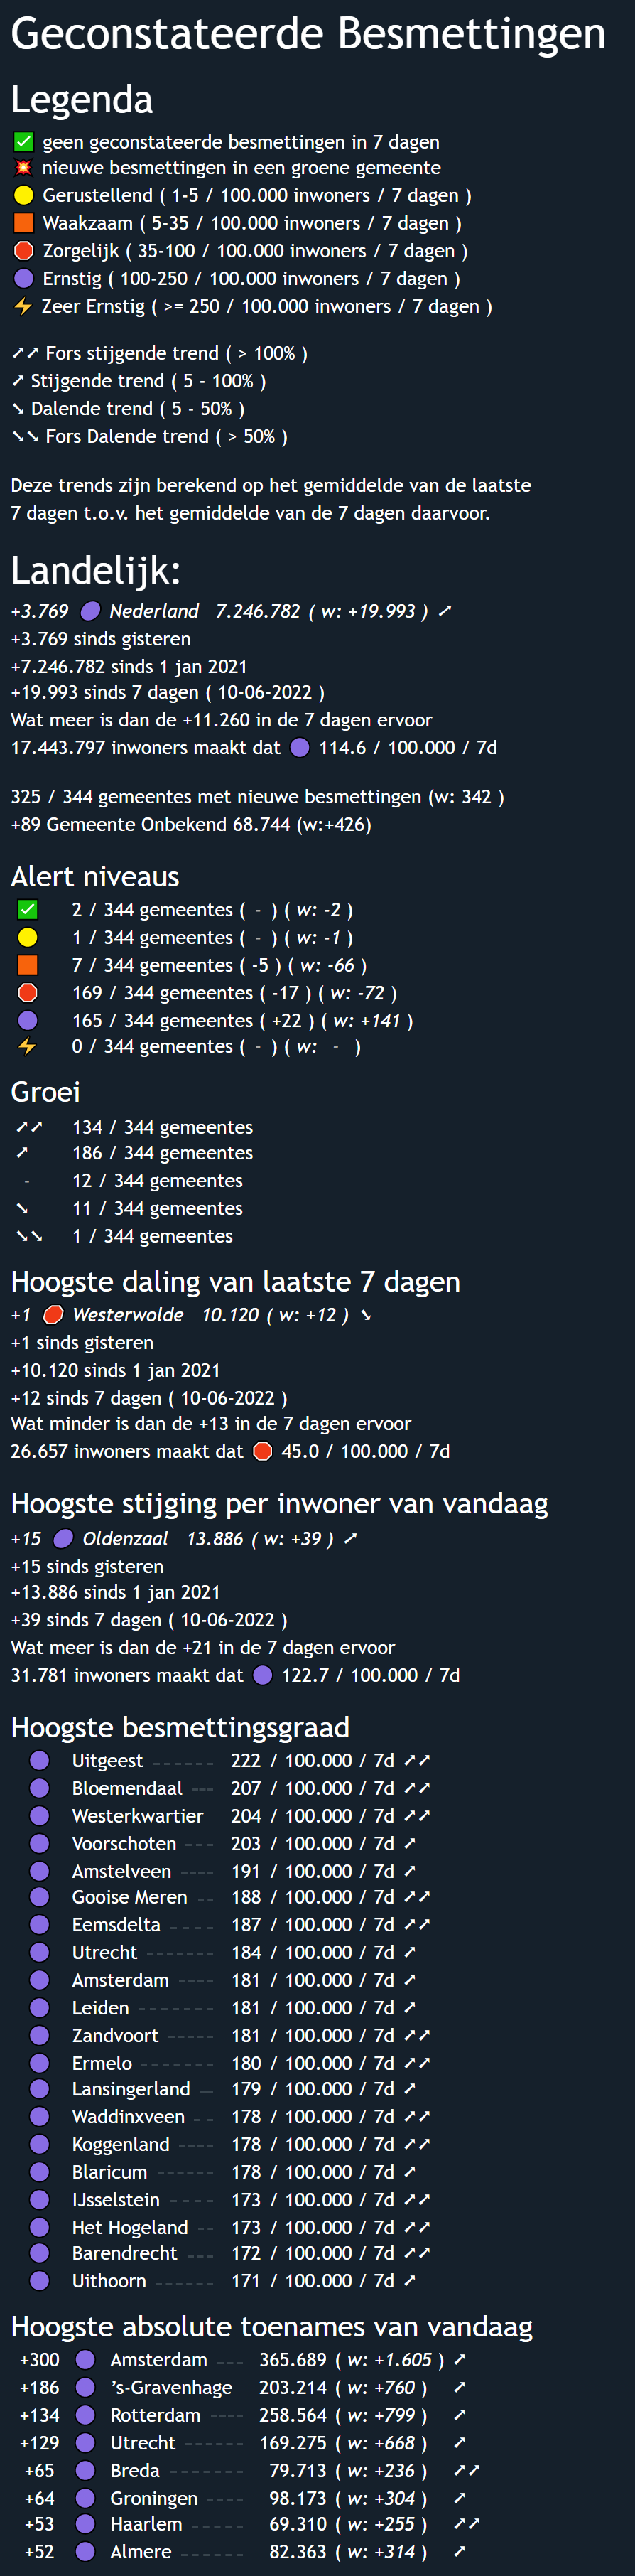 Geconstateerde Besmettingen
Legenda
✅ geen geconstateerde besmettingen in 7 dagen
💥 nieuwe besmettingen in een groene gemeente
🟡 Gerustellend ( 1-5 / 100.000 inwoners / 7 dagen )
🟧 Waakzaam ( 5-35 / 100.000 inwoners / 7 dagen )
🛑 Zorgelijk ( 35-100 / 100.000 inwoners / 7 dagen )
🟣 Ernstig ( 100-250 / 100.000 inwoners / 7 dagen )
⚡ Zeer Ernstig ( >= 250 / 100.000 inwoners / 7 dagen )
➚➚ Fors stijgende trend ( > 100% )
➚ Stijgende trend ( 5 - 100% )
➘ Dalende trend ( 5 - 50% )
➘➘ Fors Dalende trend ( > 50% )
Deze trends zijn berekend op het gemiddelde van de laatste
7 dagen t.o.v. het gemiddelde van de 7 dagen daarvoor.
Landelijk:
+3.769 🟣 Nederland 7.246.782 ( w: +19.993 ) ➚
+3.769 sinds gisteren
+7.246.782 sinds 1 jan 2021
+19.993 sinds 7 dagen ( 10-06-2022 )
Wat meer is dan de +11.260 in de 7 dagen ervoor
17.443.797 inwoners maakt dat 🟣 114.6 / 100.000 / 7d
325 / 344 gemeentes met nieuwe besmettingen (w: 342 )
+89 Gemeente Onbekend 68.744 (w:+426)
Alert niveaus
✅ 2 / 344 gemeentes ( - ) ( w: -2 )
🟡 1 / 344 gemeentes ( - ) ( w: -1 )
🟧 7 / 344 gemeentes ( -5 ) ( w: -66 )
🛑 169 / 344 gemeentes ( -17 ) ( w: -72 )
🟣 165 / 344 gemeentes ( +22 ) ( w: +141 )
⚡ 0 / 344 gemeentes ( - ) ( w: - )
Groei
➚➚ 134 / 344 gemeentes
➚ 186 / 344 gemeentes
- 12 / 344 gemeentes
➘ 11 / 344 gemeentes
➘➘ 1 / 344 gemeentes
Hoogste daling van laatste 7 dagen
+1 🛑 Westerwolde 10.120 ( w: +12 ) ➘
+1 sinds gisteren
+10.120 sinds 1 jan 2021
+12 sinds 7 dagen ( 10-06-2022 )
Wat minder is dan de +13 in de 7 dagen ervoor
26.657 inwoners maakt dat 🛑 45.0 / 100.000 / 7d
Hoogste stijging per inwoner van vandaag
+15 🟣 Oldenzaal 13.886 ( w: +39 ) ➚
+15 sinds gisteren
+13.886 sinds 1 jan 2021
+39 sinds 7 dagen ( 10-06-2022 )
Wat meer is dan de +21 in de 7 dagen ervoor
31.781 inwoners maakt dat 🟣 122.7 / 100.000 / 7d
Hoogste besmettingsgraad
🟣 Uitgeest ------ 222 / 100.000 / 7d ➚➚
🟣 Bloemendaal --- 207 / 100.000 / 7d ➚➚
🟣 Westerkwartier 204 / 100.000 / 7d ➚➚
🟣 Voorschoten --- 203 / 100.000 / 7d ➚
🟣 Amstelveen ---- 191 / 100.000 / 7d ➚
🟣 Gooise Meren -- 188 / 100.000 / 7d ➚➚
🟣 Eemsdelta ---- 187 / 100.000 / 7d ➚➚
🟣 Utrecht ------- 184 / 100.000 / 7d ➚
🟣 Amsterdam ---- 181 / 100.000 / 7d ➚
🟣 Leiden ------- 181 / 100.000 / 7d ➚
🟣 Zandvoort ----- 181 / 100.000 / 7d ➚➚
🟣 Ermelo ------- 180 / 100.000 / 7d ➚➚
🟣 Lansingerland -- 179 / 100.000 / 7d ➚
🟣 Waddinxveen -- 178 / 100.000 / 7d ➚➚
🟣 Koggenland ---- 178 / 100.000 / 7d ➚➚
🟣 Blaricum ------ 178 / 100.000 / 7d ➚
🟣 IJsselstein ---- 173 / 100.000 / 7d ➚➚
🟣 Het Hogeland -- 173 / 100.000 / 7d ➚➚
🟣 Barendrecht --- 172 / 100.000 / 7d ➚➚
🟣 Uithoorn ------ 171 / 100.000 / 7d ➚
Hoogste absolute toenames van vandaag
+300 🟣 Amsterdam --- 365.689 ( w: +1.605 ) ➚
+186 🟣 's-Gravenhage 203.214 ( w: +760 ) ➚
+134 🟣 Rotterdam ---- 258.564 ( w: +799 ) ➚
+129 🟣 Utrecht ------ 169.275 ( w: +668 ) ➚
+65 🟣 Breda ------- 79.713 ( w: +236 ) ➚➚
+64 🟣 Groningen ---- 98.173 ( w: +304 ) ➚
+53 🟣 Haarlem ----- 69.310 ( w: +255 ) ➚➚
+52 🟣 Almere ------ 82.363 ( w: +314 ) ➚